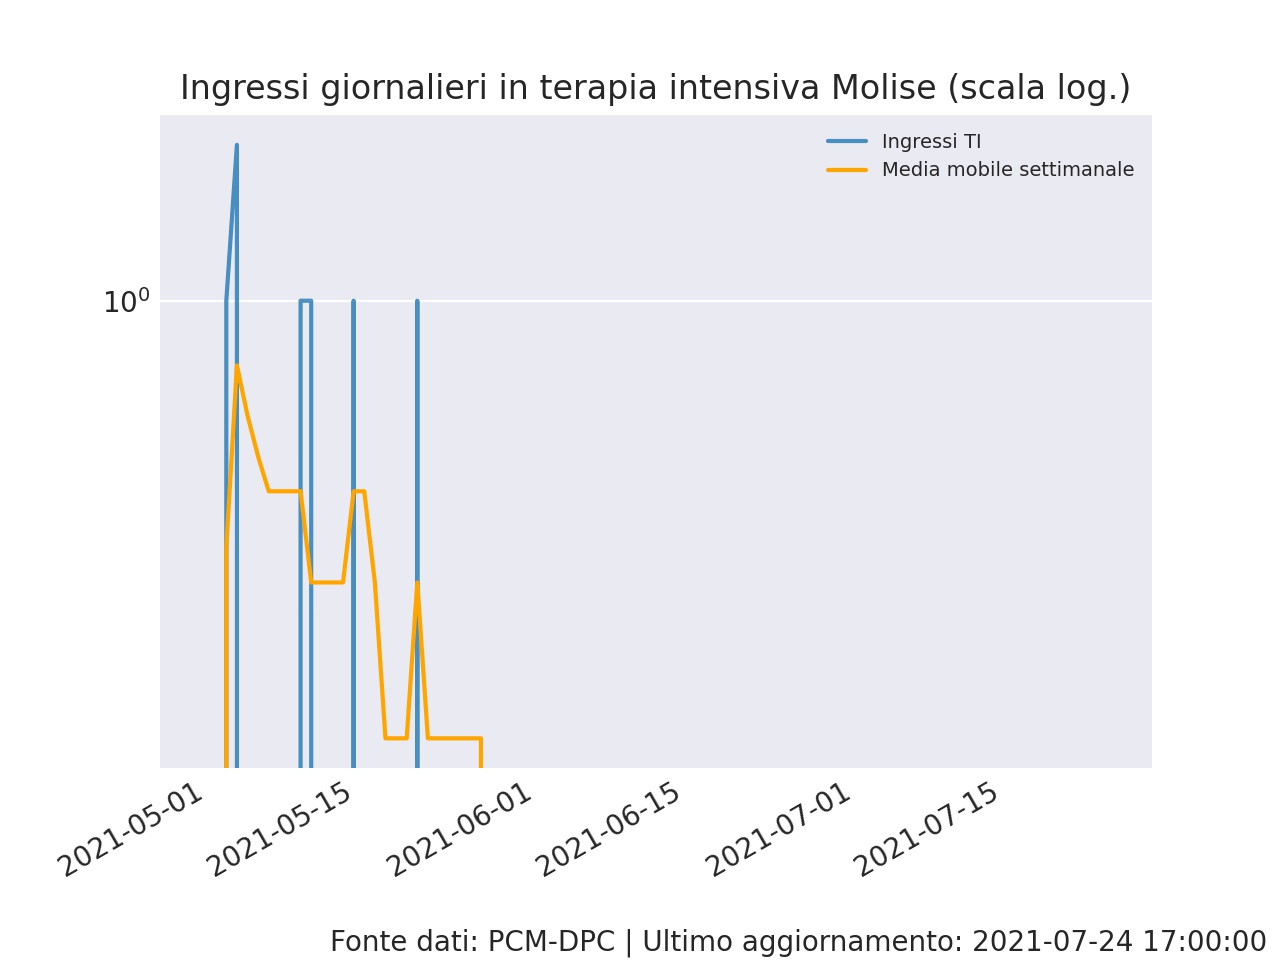 Ingressi giornalieri in terapia intensiva Molise (scala log.)
Ingressi TI
Media mobile settimanale
10⁰
2021-05-01
2021-05-15
2021-06-01
2021-06-15
2021-07-01
2021-07-15
Fonte dati: PCM-DPC | Ultimo aggiornamento: 2021-07-24 17:00:00